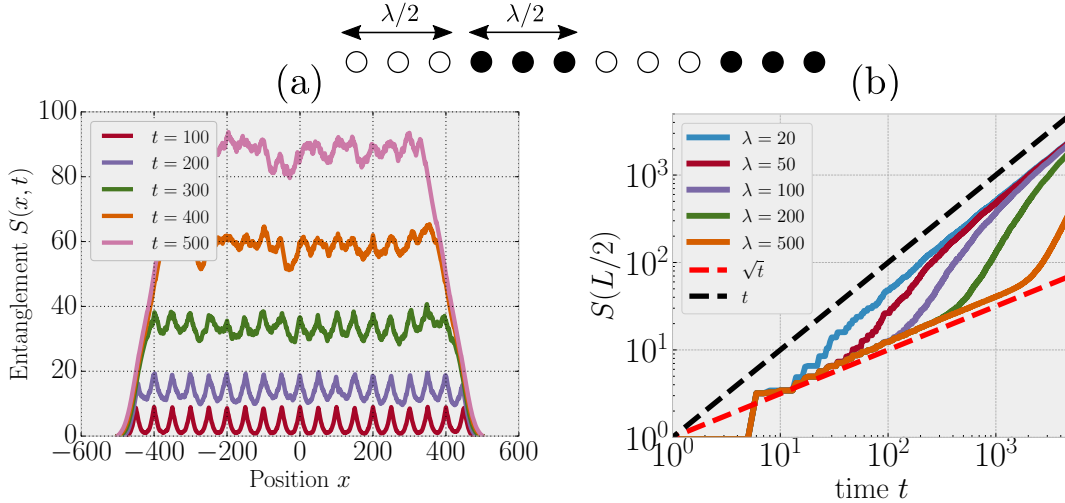 λ/2 λ/2
(a) (b)
Entanglement S(x, t)
100
80
60
40
20
0
t = 100
t = 200
t = 300
t = 400
t = 500
−600 −400 −200 0 200 400 600
Position x
S(L/2)
10^3
10^2
10^1
10^0
λ = 20
λ = 50
λ = 100
λ = 200
λ = 500
√t
t
10^0 10^1 10^2 10^3
time t